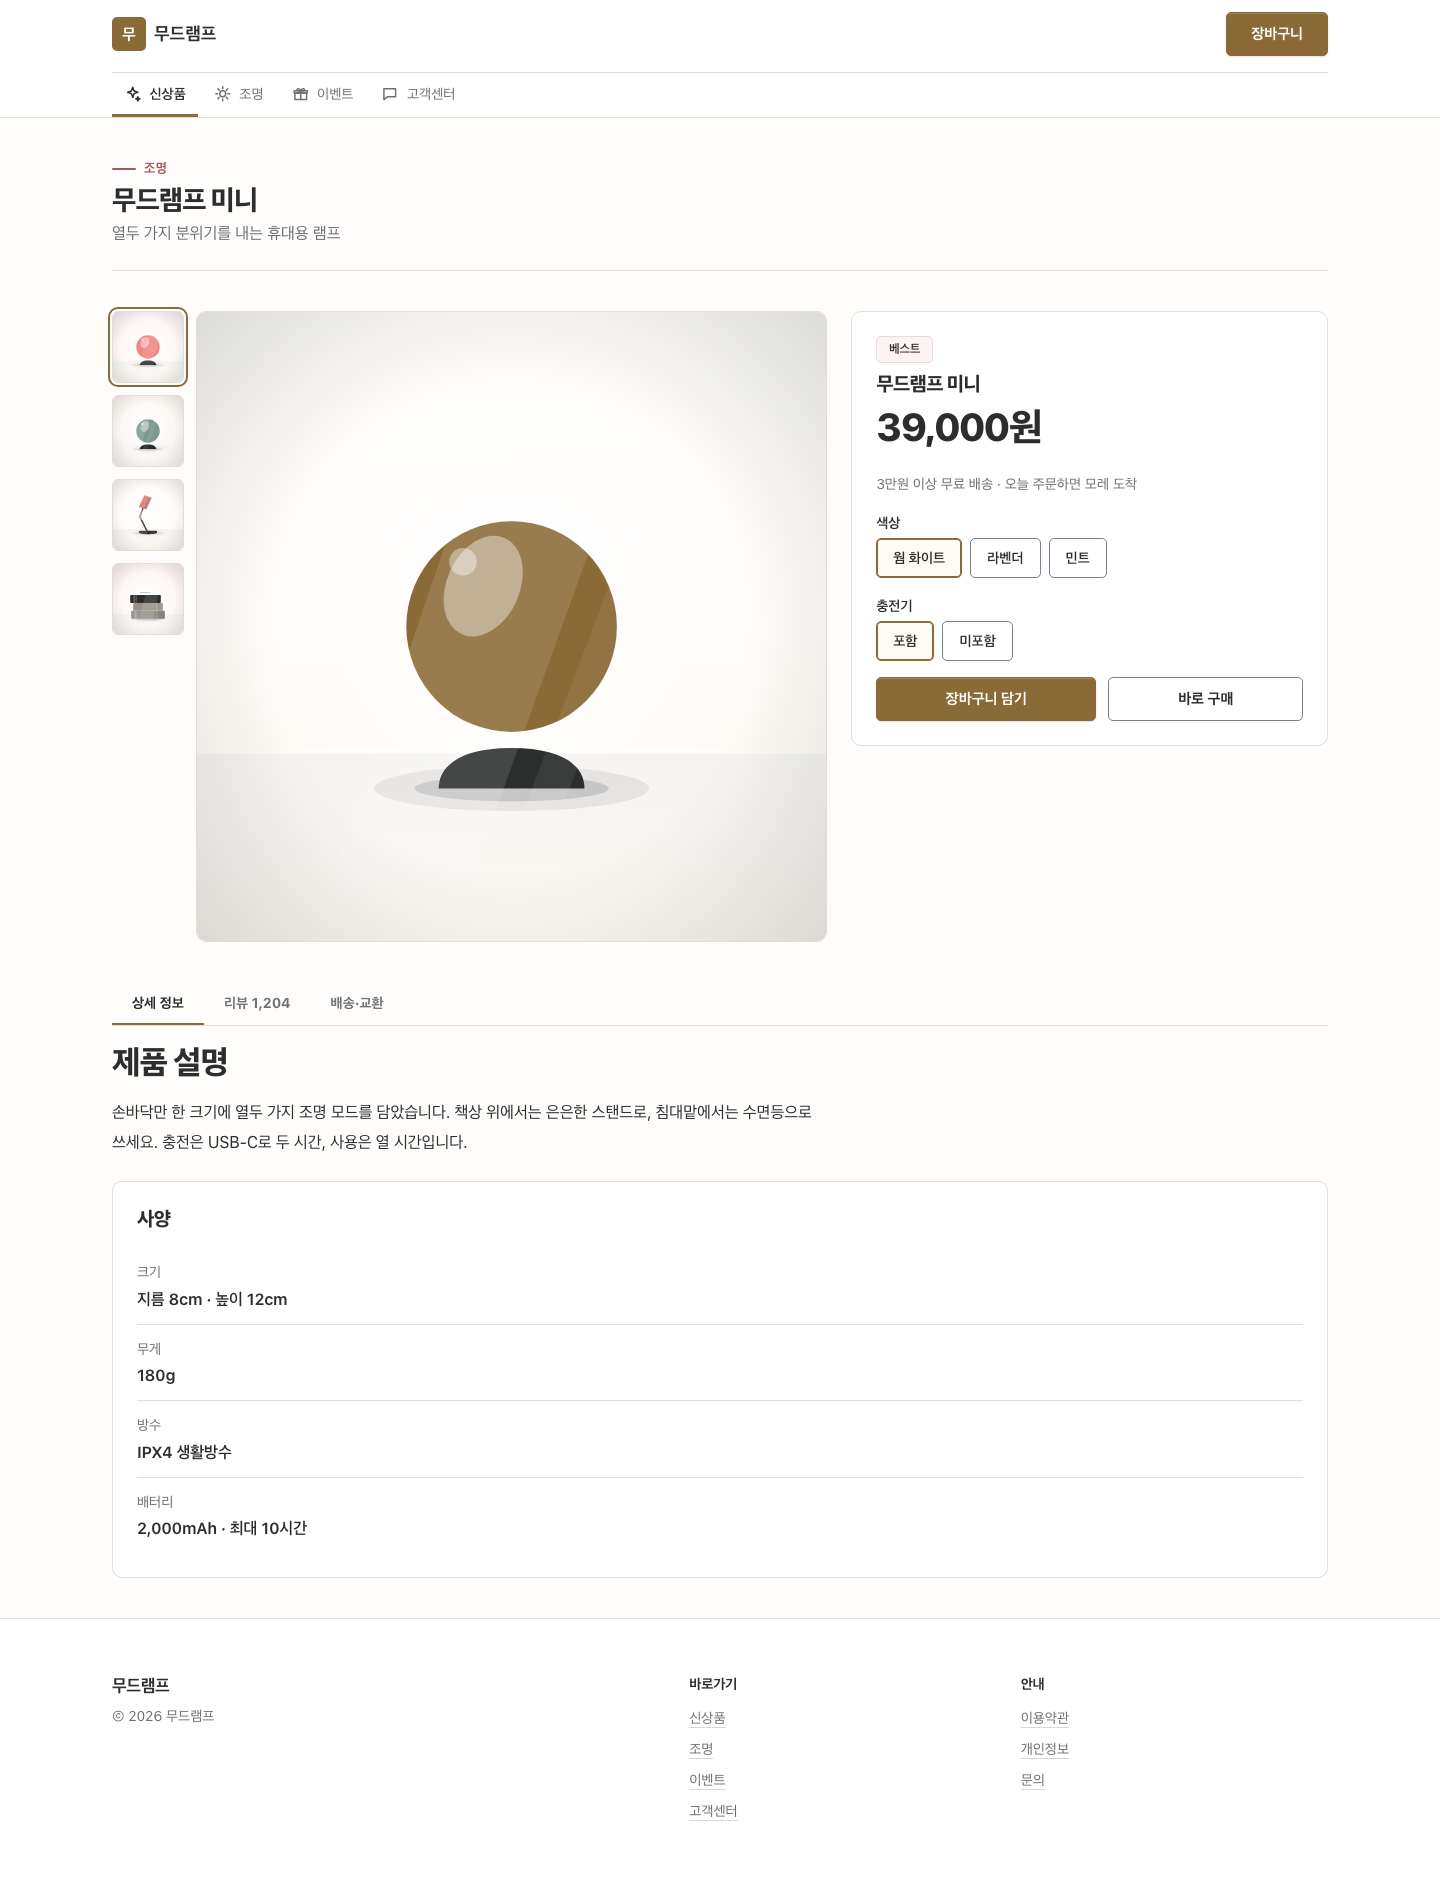 무 무드램프
장바구니
신상품 조명 이벤트 고객센터
조명
무드램프 미니
열두 가지 분위기를 내는 휴대용 램프
베스트
무드램프 미니
39,000원
3만원 이상 무료 배송 · 오늘 주문하면 모레 도착
색상
웜 화이트 라벤더 민트
충전기
포함 미포함
장바구니 담기 바로 구매
상세 정보 리뷰 1,204 배송·교환
제품 설명
손바닥만 한 크기에 열두 가지 조명 모드를 담았습니다. 책상 위에서는 은은한 스탠드로, 침대맡에서는 수면등으로
쓰세요. 충전은 USB-C로 두 시간, 사용은 열 시간입니다.
사양
크기
지름 8cm · 높이 12cm
무게
180g
방수
IPX4 생활방수
배터리
2,000mAh · 최대 10시간
무드램프
© 2026 무드램프
바로가기
신상품
조명
이벤트
고객센터
안내
이용약관
개인정보
문의